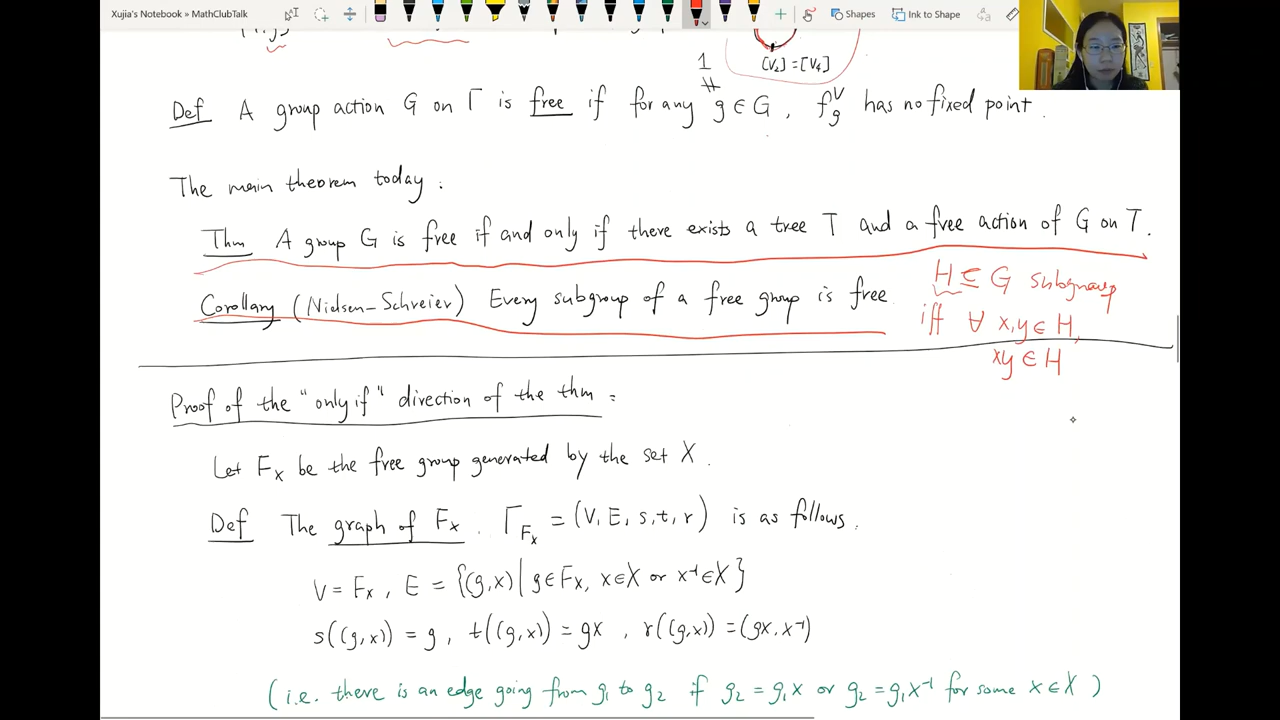 Xujia's Notebook » MathClubTalk
Shapes
Ink to Shape
[V₂]=[V₄]
1
Def A group action G on Γ is free if for any g∈G, f_g^V has no fixed point.
The main theorem today:
Thm A group G is free if and only if there exists a tree T and a free action of G on T.
Corollary (Nielsen-Schreier) Every subgroup of a free group is free
H ⊆ G subgroup
iff ∀ x,y ∈ H,
xy ∈ H
Proof of the "only if" direction of the thm:
Let F_X be the free group generated by the set X.
Def The graph of F_X. Γ_{F_X} = (V, E, s, t, r) is as follows.
V = F_X, E = {(g,x) | g∈F_X, x∈X or x⁻¹∈X}
s((g,x)) = g, t((g,x)) = gx, r((g,x)) = (gx, x⁻¹)
(i.e. there is an edge going from g₁ to g₂ if g₂ = g₁x or g₂ = g₁x⁻¹ for some x∈X)